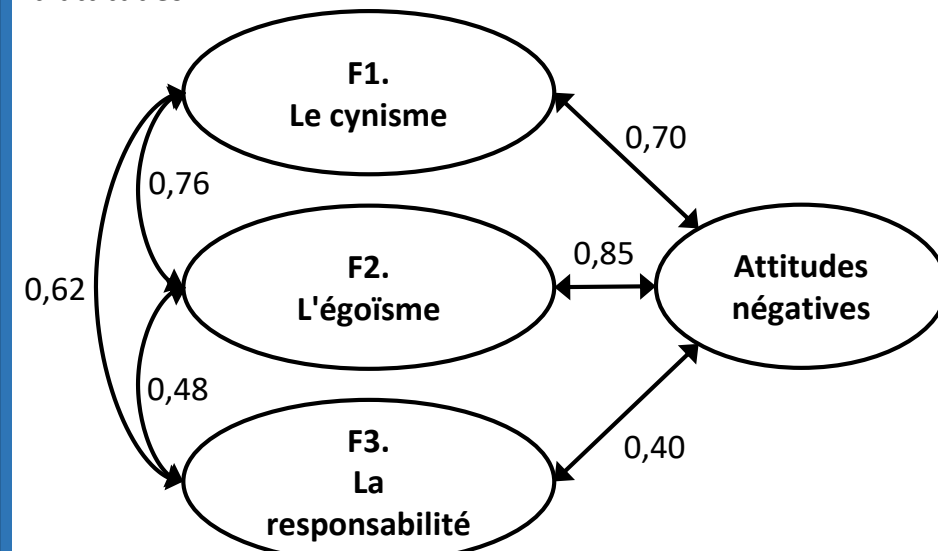 F1.
Le cynisme
0,70
0,76
F2.
L'égoïsme
0,85
Attitudes
négatives
0,62
0,48
F3.
La
responsabilité
0,40